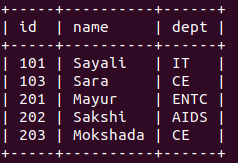 +-----+----------+------+
| id  | name     | dept |
+-----+----------+------+
| 101 | Sayali   | IT   |
| 103 | Sara     | CE   |
| 201 | Mayur    | ENTC |
| 202 | Sakshi   | AIDS |
| 203 | Mokshada | CE   |
+-----+----------+------+